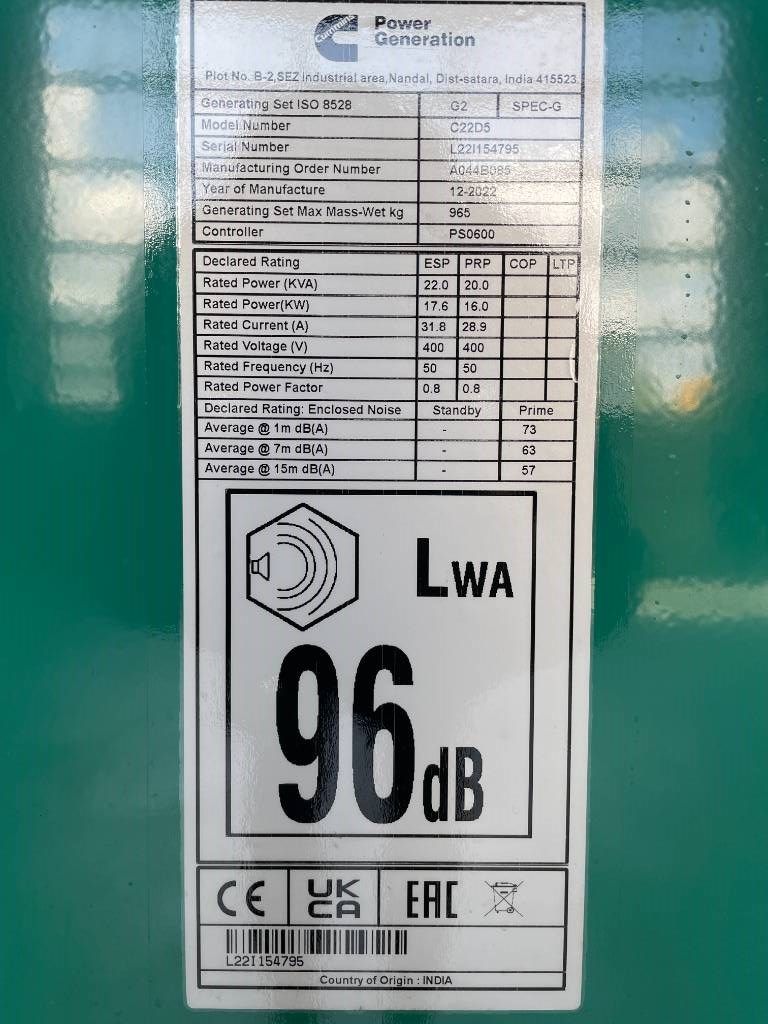 Cummins
Power
Generation
Plot No. B-2,SEZ Industrial area,Nandal, Dist-satara, India 415523
Generating Set ISO 8528 G2 SPEC-G
Model Number C22D5
Serial Number L22I154795
Manufacturing Order Number
Year of Manufacture 12-2022
Generating Set Max Mass-Wet kg 965
Controller PS0600
Declared Rating ESP PRP COP LTP
Rated Power (KVA) 22.0 20.0
Rated Power(KW) 17.6 16.0
Rated Current (A) 31.8 28.9
Rated Voltage (V) 400 400
Rated Frequency (Hz) 50 50
Rated Power Factor 0.8 0.8
Declared Rating: Enclosed Noise Standby Prime
Average @ 1m dB(A) - 73
Average @ 7m dB(A) - 63
Average @ 15m dB(A) - 57
LWA
96dB
CE UK CA EAC
L22I154795
Country of Origin : INDIA